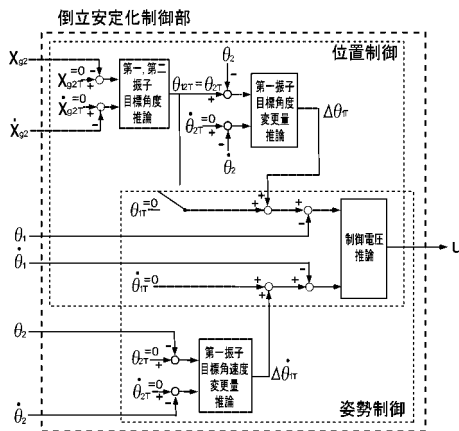 倒立安定化制御部
位置制御
Xg2
Xg2T=0
Ẋg2T=0
Ẋg2
第一、第二
振子
目標角度
推論
θ12T=θ2T
θ2
θ̇2T=0
θ̇2
第一振子
目標角度
変更量
推論
Δθ1T
θ1T=0
θ1
θ̇1
θ̇1T=0
制御電圧
推論
u
θ2
θ2T=0
θ̇2T=0
θ̇2
第一振子
目標角速度
変更量
推論
Δθ̇1T
姿勢制御